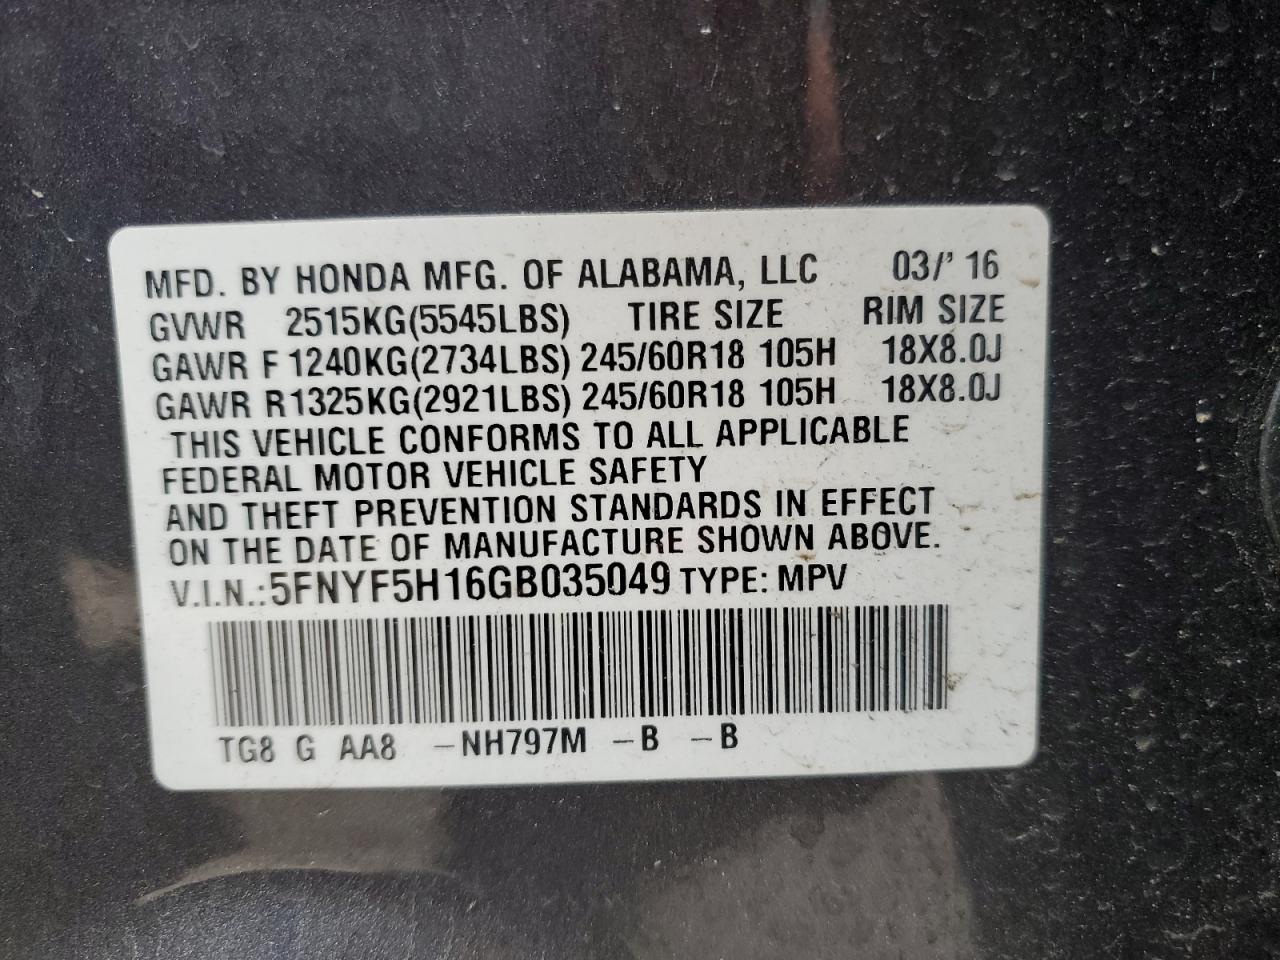 MFD. BY HONDA MFG. OF ALABAMA, LLC 03/' 16
GVWR 2515KG(5545LBS) TIRE SIZE RIM SIZE
GAWR F 1240KG(2734LBS) 245/60R18 105H 18X8.0J
GAWR R1325KG(2921LBS) 245/60R18 105H 18X8.0J
THIS VEHICLE CONFORMS TO ALL APPLICABLE
FEDERAL MOTOR VEHICLE SAFETY
AND THEFT PREVENTION STANDARDS IN EFFECT
ON THE DATE OF MANUFACTURE SHOWN ABOVE.
V.I.N.:5FNYF5H16GB035049 TYPE: MPV
TG8 G AA8 -NH797M -B -B